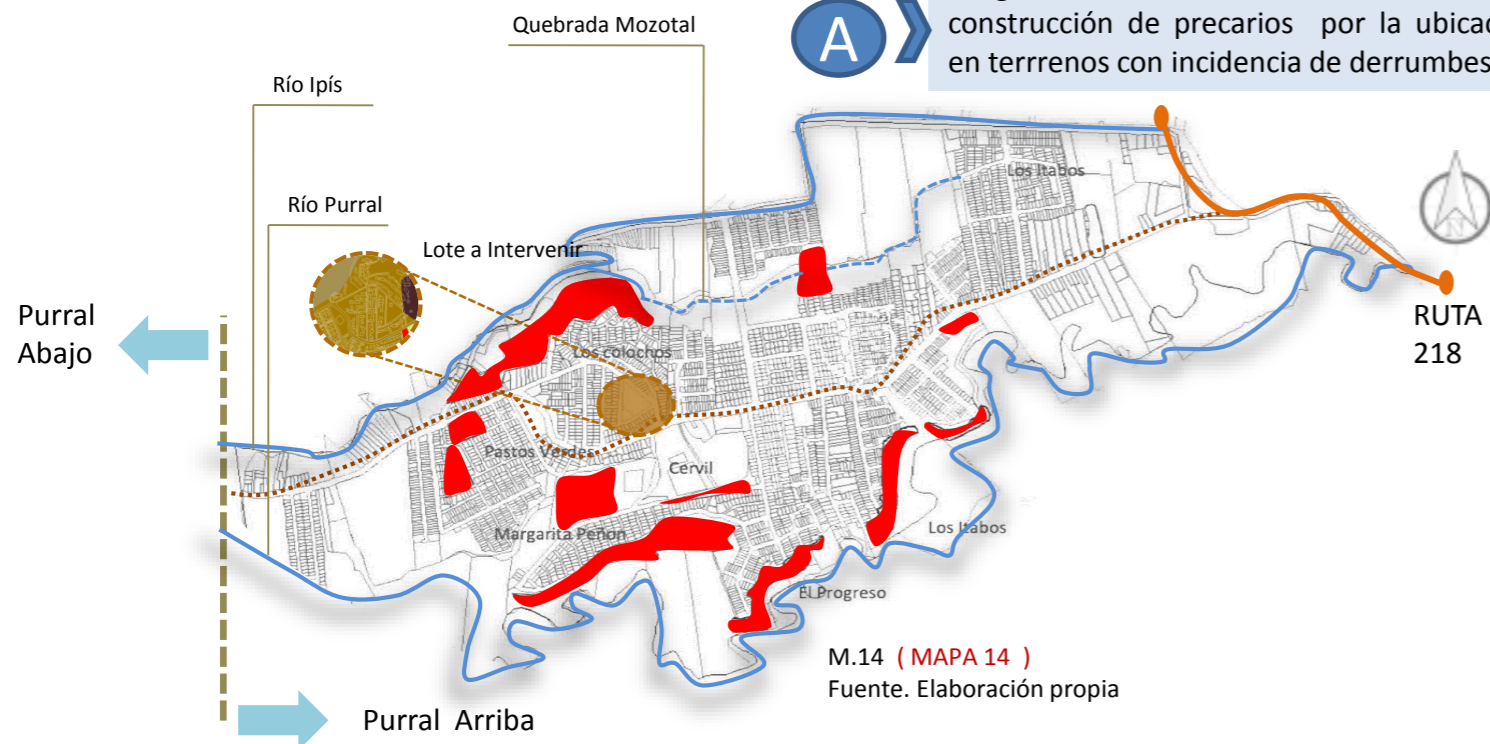 Quebrada Mozotal
A
construcción de precarios por la
en terrrenos con incidencia de derrumbes
Río Ipís
Los Itabos
Río Purral
Lote a Intervenir
N
Purral
Abajo
RUTA
218
Los colochos
Pastos Verdes
Cervil
Margarita Peñon
Los Itabos
El Progreso
M.14 ( MAPA 14 )
Fuente. Elaboración propia
Purral Arriba